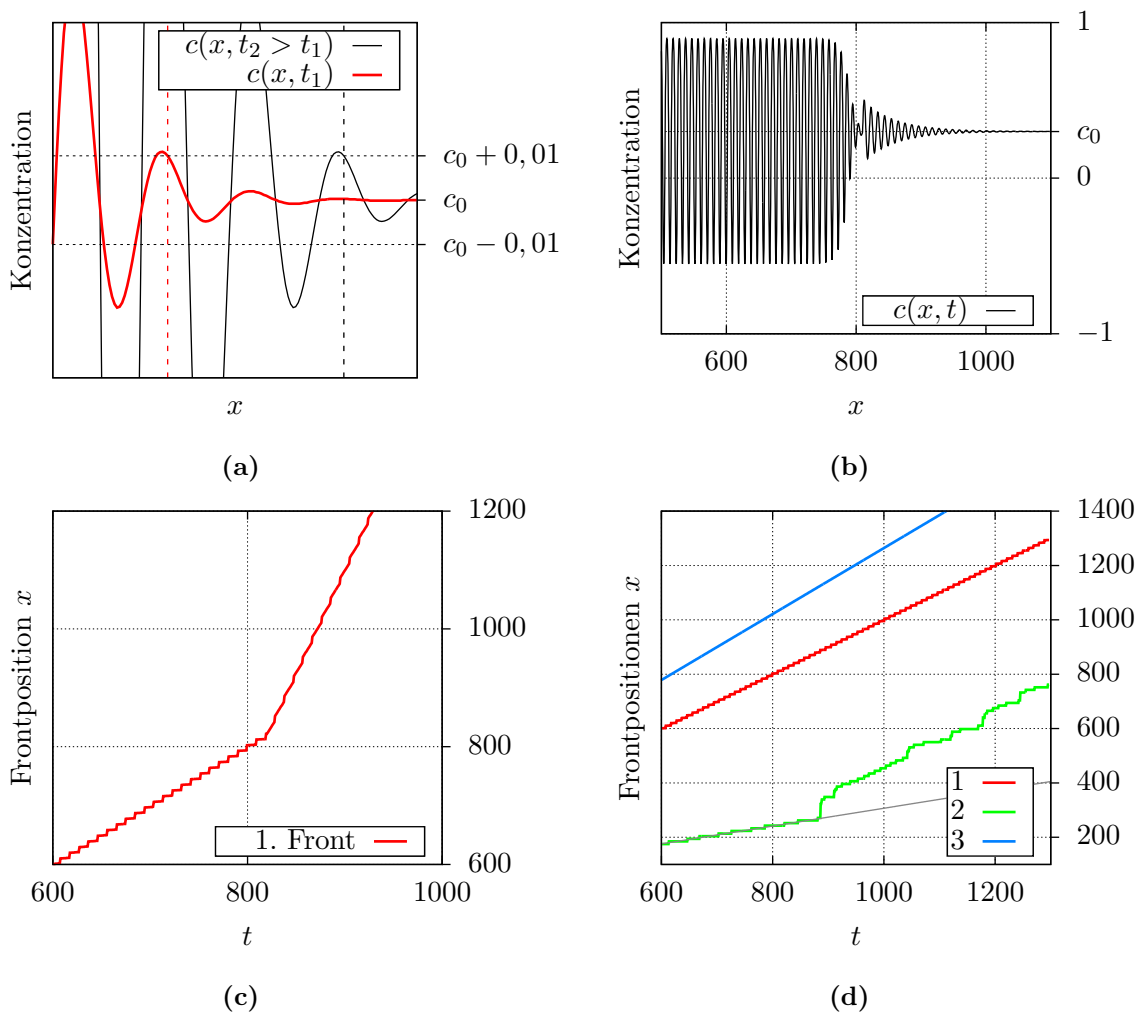 c(x, t₂ > t₁)
c(x, t₁)
Konzentration
c₀ + 0, 01
c₀
c₀ − 0, 01
x
(a)
1
c₀
0
−1
Konzentration
c(x, t)
600 800 1000
x
(b)
1200
1000
800
600
Frontposition x
1. Front
600 800 1000
t
(c)
1400
1200
1000
800
600
400
200
Frontpositionen x
1
2
3
600 800 1000 1200
t
(d)